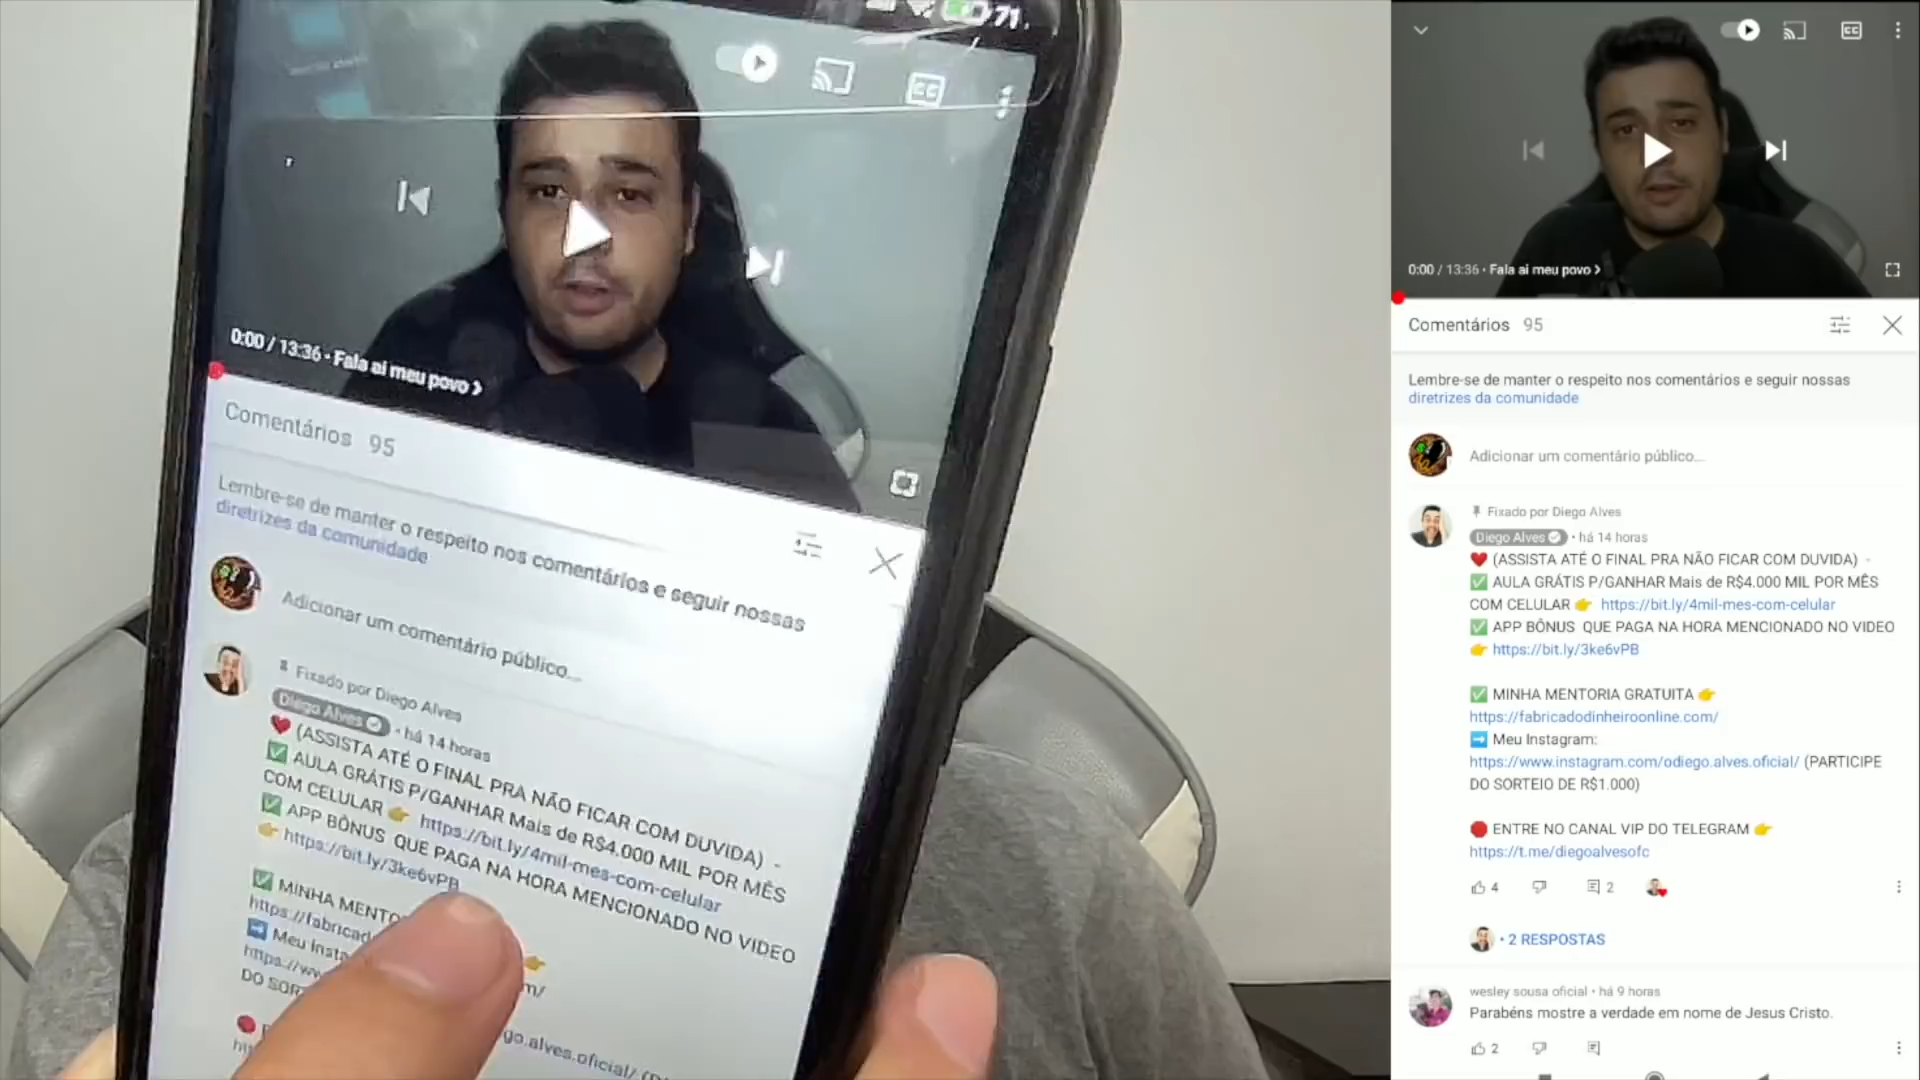 71
CC
0:00 / 13:36 • Fala ai meu povo ›
Comentários 95
Lembre-se de manter o respeito nos comentários e seguir nossas
diretrizes da comunidade
Adicionar um comentário público...
Fixado por Diego Alves
Diego Alves • há 14 horas
❤️ (ASSISTA ATÉ O FINAL PRA NÃO FICAR COM DUVIDA) -
✅ AULA GRÁTIS P/GANHAR Mais de R$4.000 MIL POR MÊS
COM CELULAR 👉 https://bit.ly/4mil-mes-com-celular
✅ APP BÔNUS QUE PAGA NA HORA MENCIONADO NO VIDEO
👉 https://bit.ly/3ke6vPB
✅ MINHA
https://fabricad
➡️ Meu Insta
m/
DO SOR
go.alves.oficial/
CC
0:00 / 13:36 • Fala ai meu povo ›
Comentários 95
Lembre-se de manter o respeito nos comentários e seguir nossas
diretrizes da comunidade
Adicionar um comentário público...
Fixado por Diego Alves
Diego Alves • há 14 horas
❤️ (ASSISTA ATÉ O FINAL PRA NÃO FICAR COM DUVIDA) -
✅ AULA GRÁTIS P/GANHAR Mais de R$4.000 MIL POR MÊS
COM CELULAR 👉 https://bit.ly/4mil-mes-com-celular
✅ APP BÔNUS QUE PAGA NA HORA MENCIONADO NO VIDEO
👉 https://bit.ly/3ke6vPB
✅ MINHA MENTORIA GRATUITA 👉
https://fabricadodinheiroonline.com/
➡️ Meu Instagram:
https://www.instagram.com/odiego.alves.oficial/ (PARTICIPE
DO SORTEIO DE R$1.000)
🛑 ENTRE NO CANAL VIP DO TELEGRAM 👉
https://t.me/diegoalvesofc
4 2
• 2 RESPOSTAS
wesley sousa oficial • há 9 horas
Parabéns mostre a verdade em nome de Jesus Cristo.
2